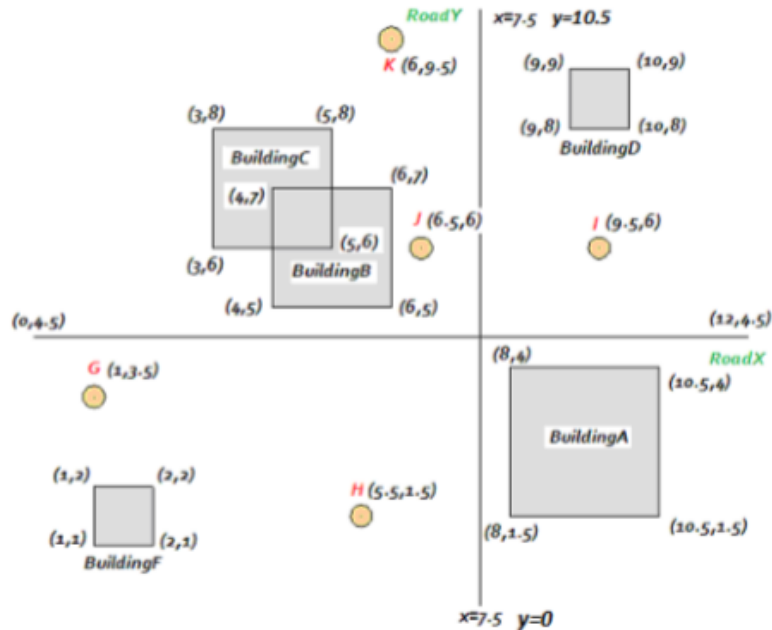 RoadY
x=7.5 y=10.5
K (6,9.5)
(9,9)
(10,9)
(9,8)
(10,8)
BuildingD
(3,8)
(5,8)
BuildingC
(4,7)
(6,7)
J (6.5,6)
I (9.5,6)
(5,6)
(3,6)
BuildingB
(4,5)
(6,5)
(0,4.5)
(12,4.5)
RoadX
G (1,3.5)
(8,4)
(10.5,4)
BuildingA
(1,2)
(2,2)
H (5.5,1.5)
(8,1.5)
(10.5,1.5)
(1,1)
(2,1)
BuildingF
x=7.5 y=0